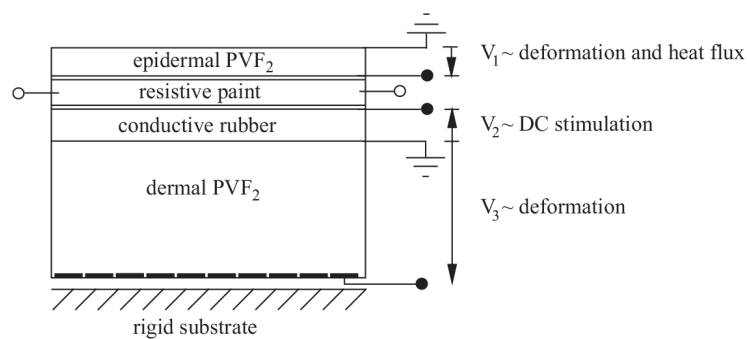 epidermal PVF₂
V₁~ deformation and heat flux
resistive paint
conductive rubber
V₂~ DC stimulation
dermal PVF₂
V₃~ deformation
rigid substrate